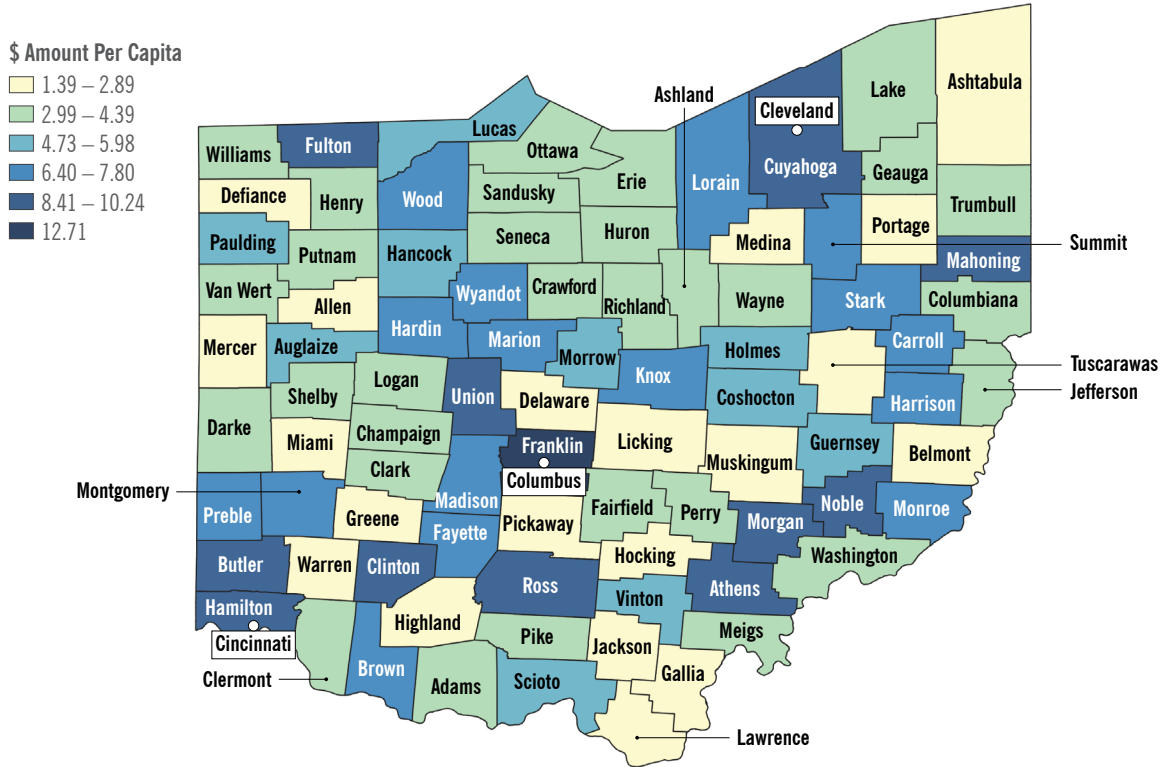 $ Amount Per Capita
1.39 – 2.89
2.99 – 4.39
4.73 – 5.98
6.40 – 7.80
8.41 – 10.24
12.71
Ashtabula
Lake
Ashland
Cleveland
Lucas
Fulton
Williams
Ottawa
Cuyahoga
Geauga
Erie
Lorain
Defiance
Wood
Sandusky
Henry
Trumbull
Portage
Huron
Seneca
Paulding
Medina
Summit
Hancock
Putnam
Mahoning
Van Wert
Crawford
Wyandot
Richland
Wayne
Stark
Columbiana
Allen
Hardin
Marion
Carroll
Mercer
Auglaize
Morrow
Holmes
Tuscarawas
Knox
Logan
Jefferson
Shelby
Union
Delaware
Coshocton
Harrison
Darke
Miami
Champaign
Franklin
Licking
Guernsey
Belmont
Muskingum
Clark
Columbus
Montgomery
Madison
Preble
Greene
Pickaway
Fairfield
Perry
Morgan
Noble
Monroe
Fayette
Hocking
Washington
Butler
Warren
Clinton
Ross
Athens
Vinton
Hamilton
Highland
Pike
Meigs
Cincinnati
Jackson
Gallia
Brown
Clermont
Adams
Scioto
Lawrence